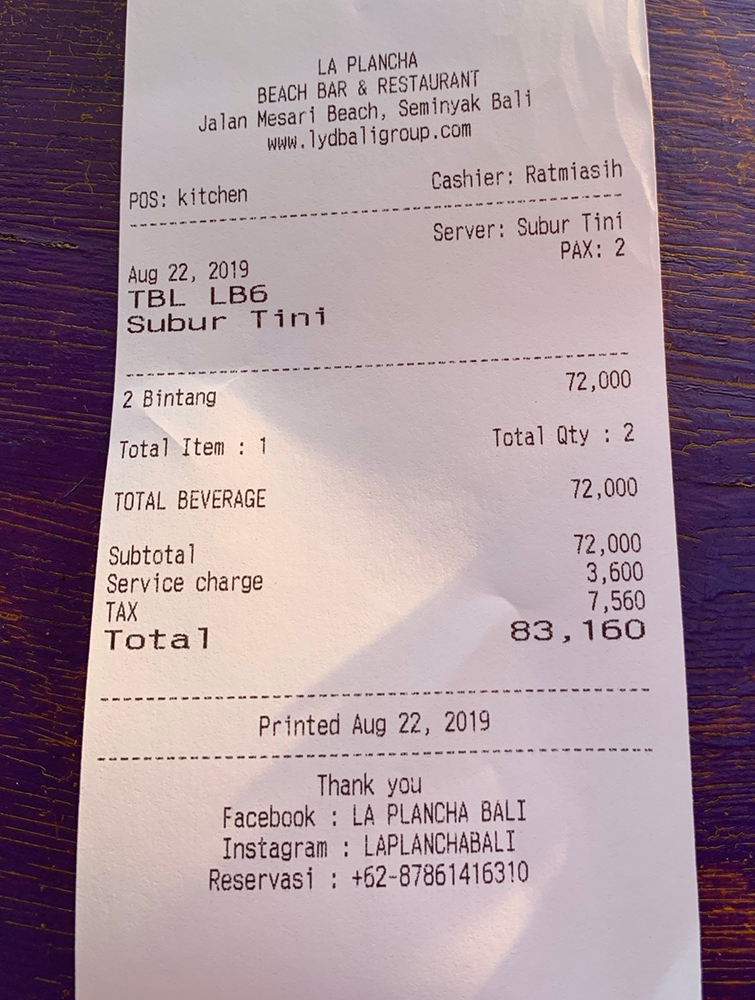 LA PLANCHA
BEACH BAR & RESTAURANT
Jalan Mesari Beach, Seminyak Bali
www.lydbaligroup.com
POS: kitchen Cashier: Ratmiasih
Server: Subur Tini
PAX: 2
Aug 22, 2019
TBL LB6
Subur Tini
2 Bintang 72,000
Total Item : 1 Total Qty : 2
TOTAL BEVERAGE 72,000
Subtotal 72,000
Service charge 3,600
TAX 7,560
Total 83,160
Printed Aug 22, 2019
Thank you
Facebook : LA PLANCHA BALI
Instagram : LAPLANCHABALI
Reservasi : +62-87861416310